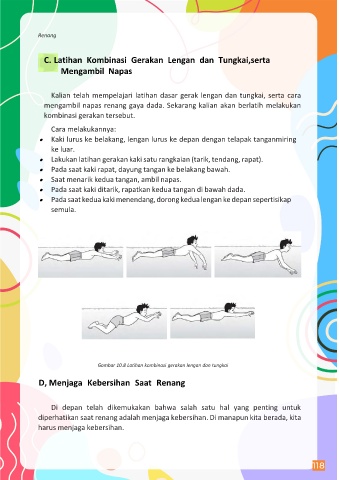 Renang
C. Latihan Kombinasi Gerakan Lengan dan Tungkai,serta
Mengambil Napas
Kalian telah mempelajari latihan dasar gerak lengan dan tungkai, serta cara
mengambil napas renang gaya dada. Sekarang kalian akan berlatih melakukan
kombinasi gerakan tersebut.
Cara melakukannya:
• Kaki lurus ke belakang, lengan lurus ke depan dengan telapak tanganmiring
ke luar.
• Lakukan latihan gerakan kaki satu rangkaian (tarik, tendang, rapat).
• Pada saat kaki rapat, dayung tangan ke belakang bawah.
• Saat menarik kedua tangan, ambil napas.
• Pada saat kaki ditarik, rapatkan kedua tangan di bawah dada.
• Pada saat kedua kaki menendang, dorong kedua lengan ke depan sepertisikap
semula.
Gambar 10.8 Latihan kombinasi gerakan lengan dan tungkai
D, Menjaga Kebersihan Saat Renang
Di depan telah dikemukakan bahwa salah satu hal yang penting untuk
diperhatikan saat renang adalah menjaga kebersihan. Di manapun kita berada, kita
harus menjaga kebersihan.
118